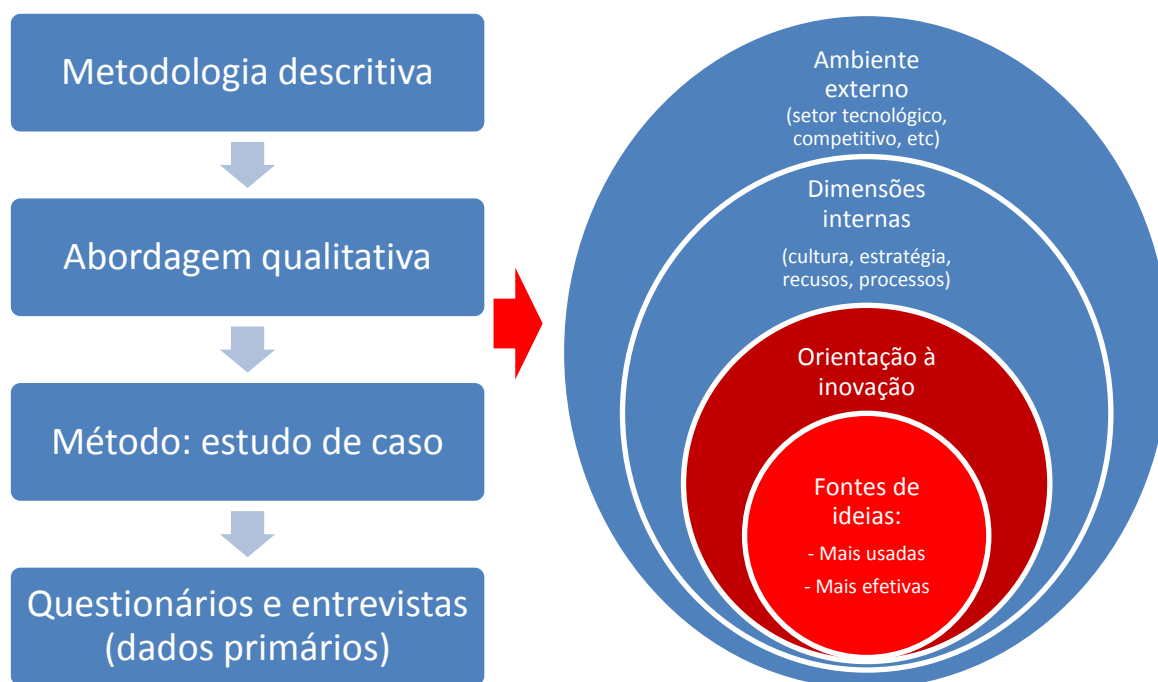 Metodologia descritiva
Abordagem qualitativa
Método: estudo de caso
Questionários e entrevistas
(dados primários)
Ambiente
externo
(setor tecnológico,
competitivo, etc)
Dimensões
internas
(cultura, estratégia,
recusos, processos)
Orientação à
inovação
Fontes de
ideias:
- Mais usadas
- Mais efetivas